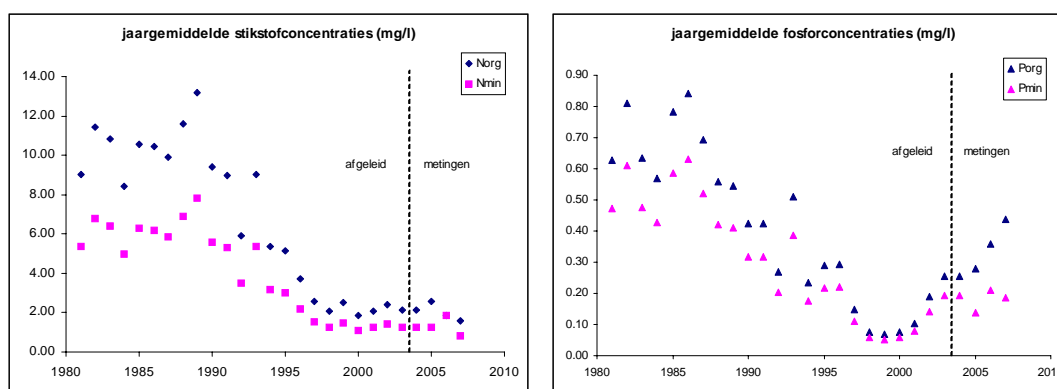 jaargemiddelde stikstofconcentraties (mg/l)
Norg
Nmin
14.00
12.00
10.00
8.00
6.00
4.00
2.00
0.00
afgeleid
metingen
1980 1985 1990 1995 2000 2005 2010
jaargemiddelde fosforconcentraties (mg/l)
Porg
Pmin
0.90
0.80
0.70
0.60
0.50
0.40
0.30
0.20
0.10
0.00
afgeleid
metingen
1980 1985 1990 1995 2000 2005 201